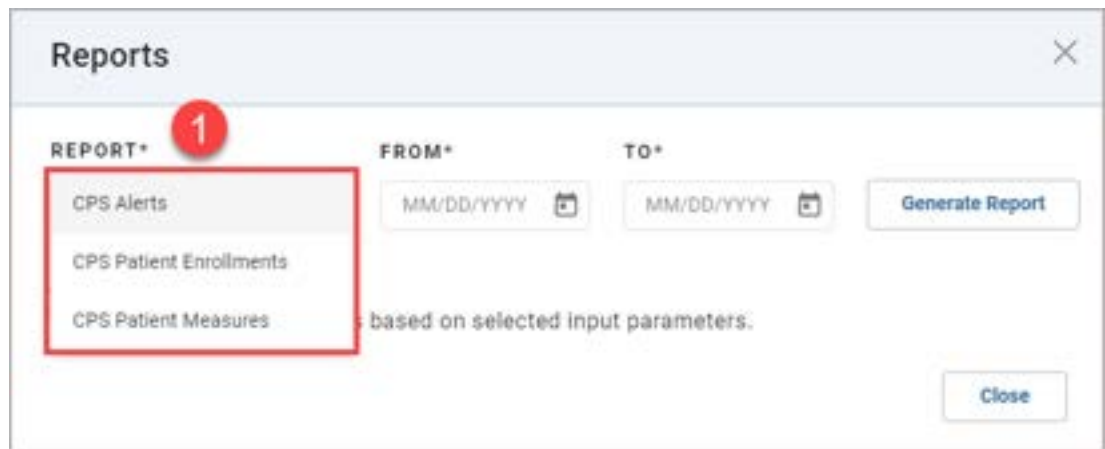 Reports
1
REPORT* FROM* TO*
CPS Alerts MM/DD/YYYY MM/DD/YYYY Generate Report
CPS Patient Enrollments
CPS Patient Measures based on selected input parameters.
Close